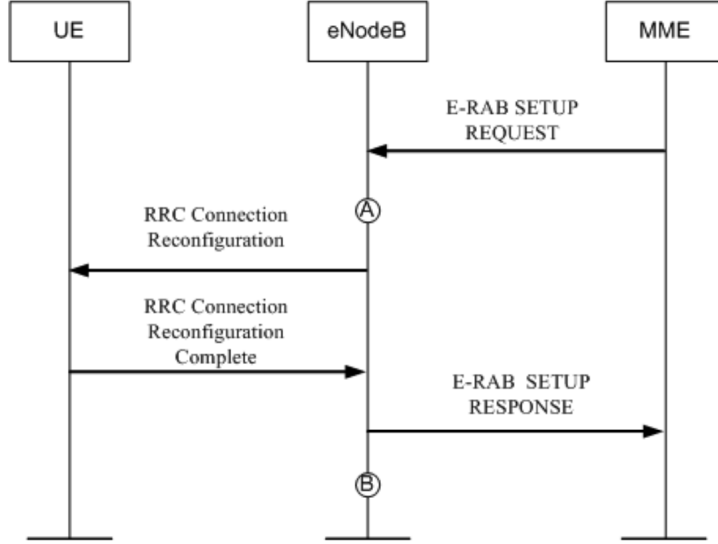 UE
eNodeB
MME
E-RAB SETUP
REQUEST
A
RRC Connection
Reconfiguration
RRC Connection
Reconfiguration
Complete
E-RAB SETUP
RESPONSE
B